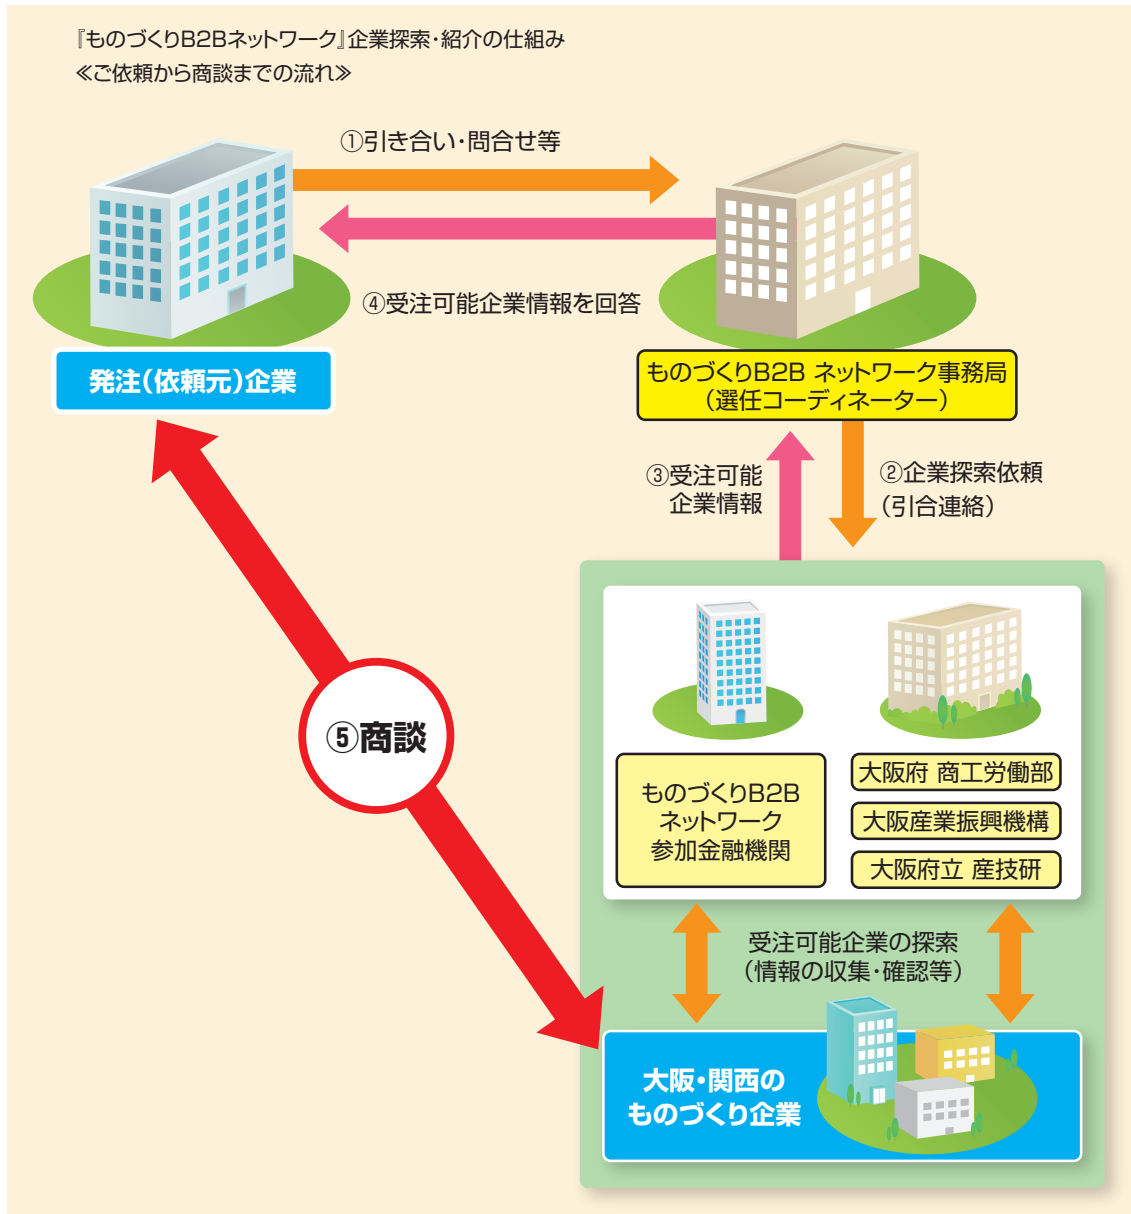 『ものづくりB2Bネットワーク』企業探索・紹介の仕組み
≪ご依頼から商談までの流れ≫
①引き合い・問合せ等
④受注可能企業情報を回答
発注（依頼元）企業
ものづくりB2B ネットワーク事務局
（選任コーディネーター）
③受注可能
企業情報
②企業探索依頼
（引合連絡）
⑤商談
ものづくりB2B
ネットワーク
参加金融機関
大阪府 商工労働部
大阪産業振興機構
大阪府立 産技研
受注可能企業の探索
（情報の収集・確認等）
大阪・関西の
ものづくり企業